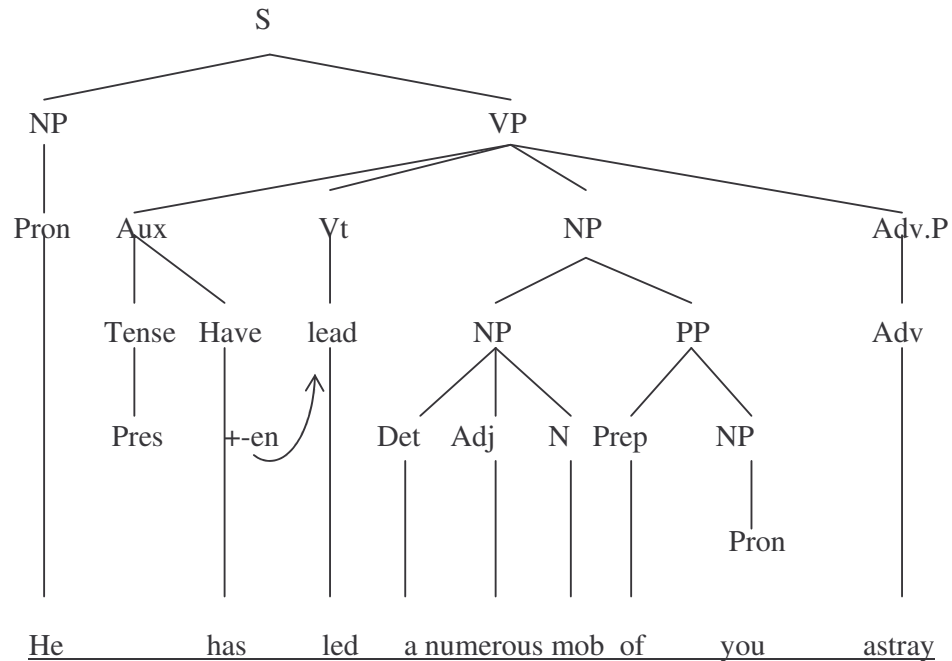 S
NP VP
Pron Aux Vt NP Adv.P
Tense Have lead NP PP Adv
Pres +-en Det Adj N Prep NP
Pron
He has led a numerous mob of you astray